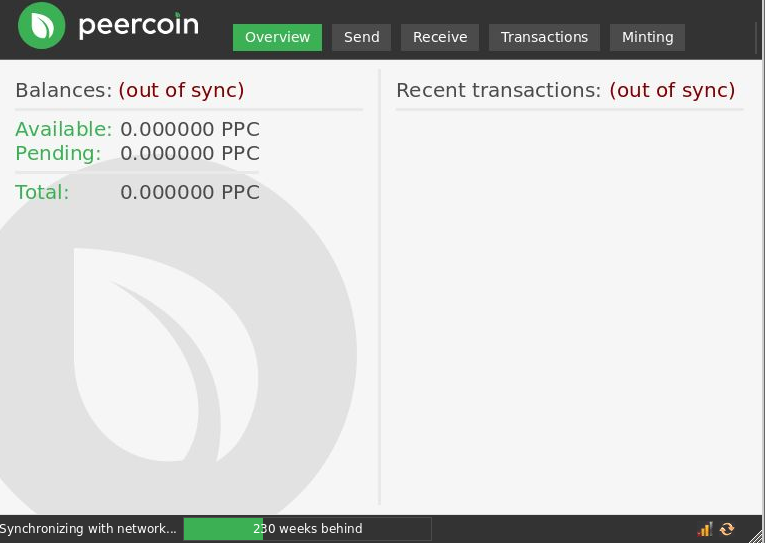 peercoin
Overview Send Receive Transactions Minting
Balances: (out of sync)
Available: 0.000000 PPC
Pending: 0.000000 PPC
Total: 0.000000 PPC
Recent transactions: (out of sync)
Synchronizing with network... 230 weeks behind